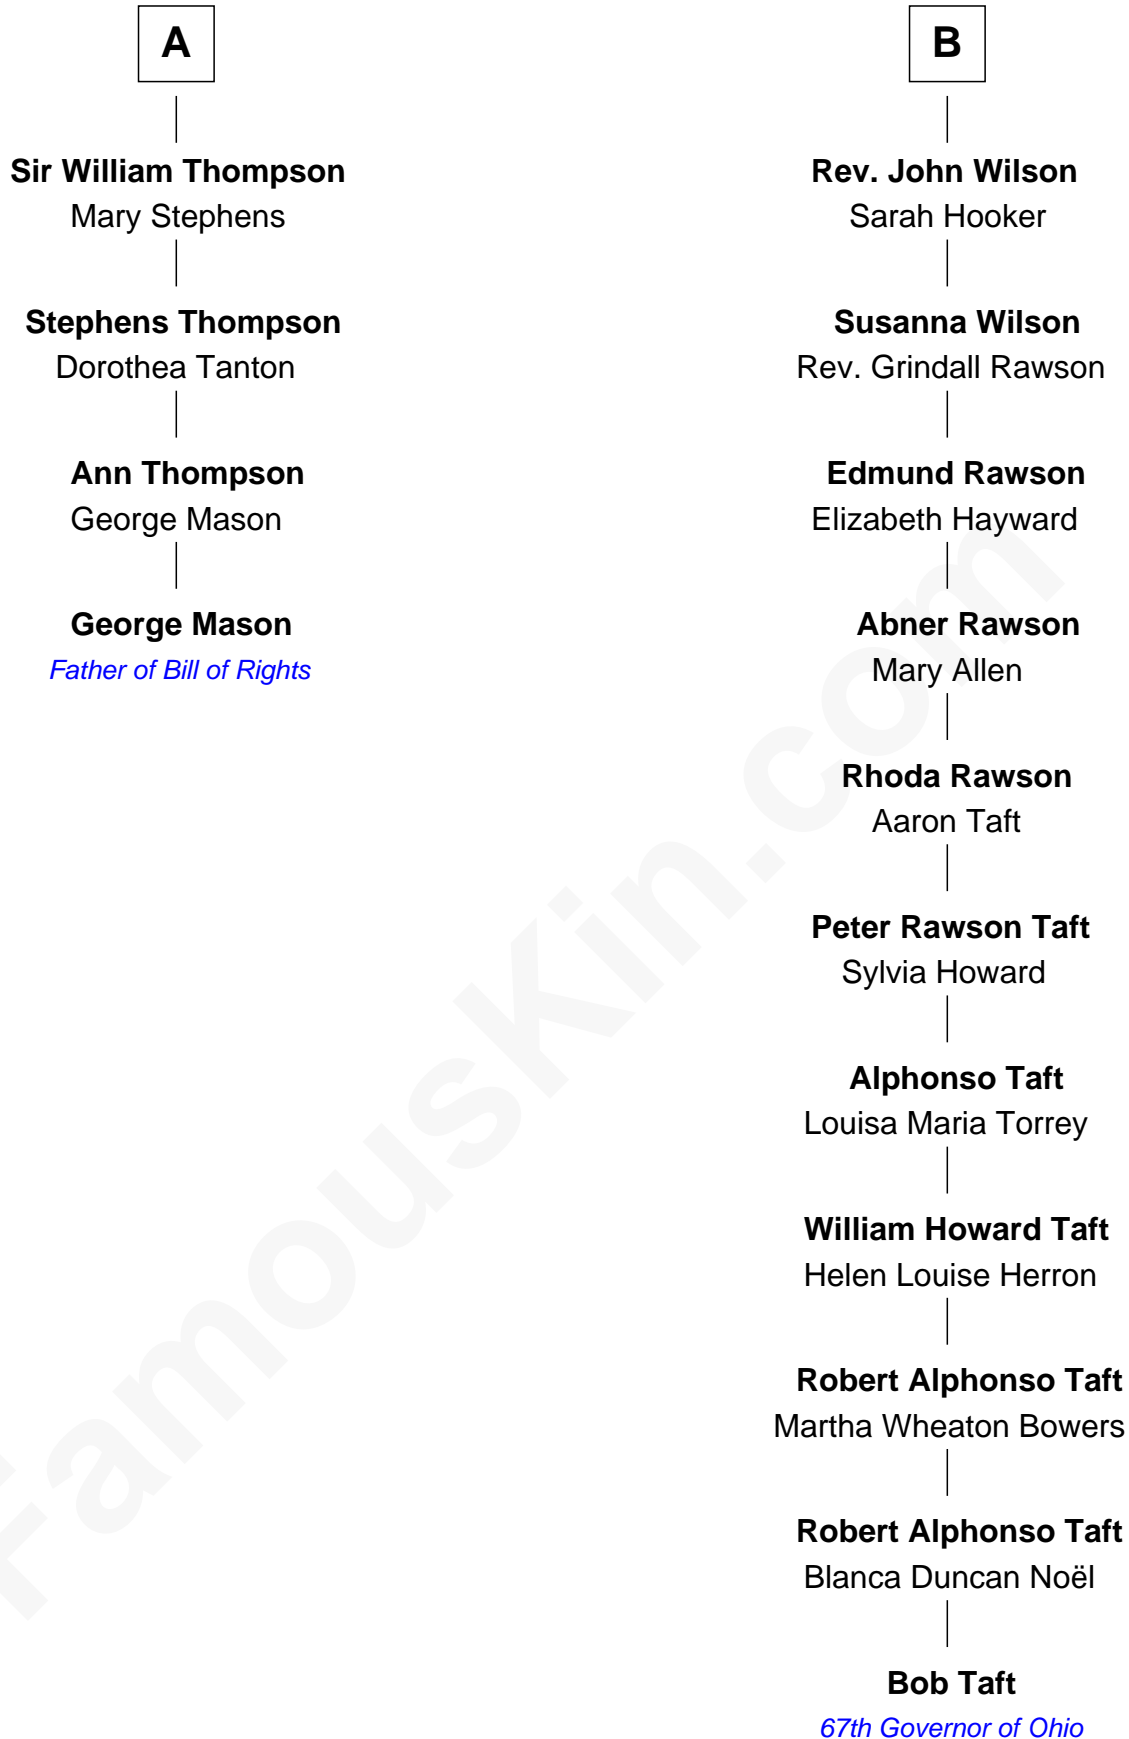 A
Sir William Thompson
Mary Stephens
Stephens Thompson
Dorothea Tanton
Ann Thompson
George Mason
George Mason
Father of Bill of Rights
B
Rev. John Wilson
Sarah Hooker
Susanna Wilson
Rev. Grindall Rawson
Edmund Rawson
Elizabeth Hayward
Abner Rawson
Mary Allen
Rhoda Rawson
Aaron Taft
Peter Rawson Taft
Sylvia Howard
Alphonso Taft
Louisa Maria Torrey
William Howard Taft
Helen Louise Herron
Robert Alphonso Taft
Martha Wheaton Bowers
Robert Alphonso Taft
Blanca Duncan Noël
Bob Taft
67th Governor of Ohio
FamousKin.com